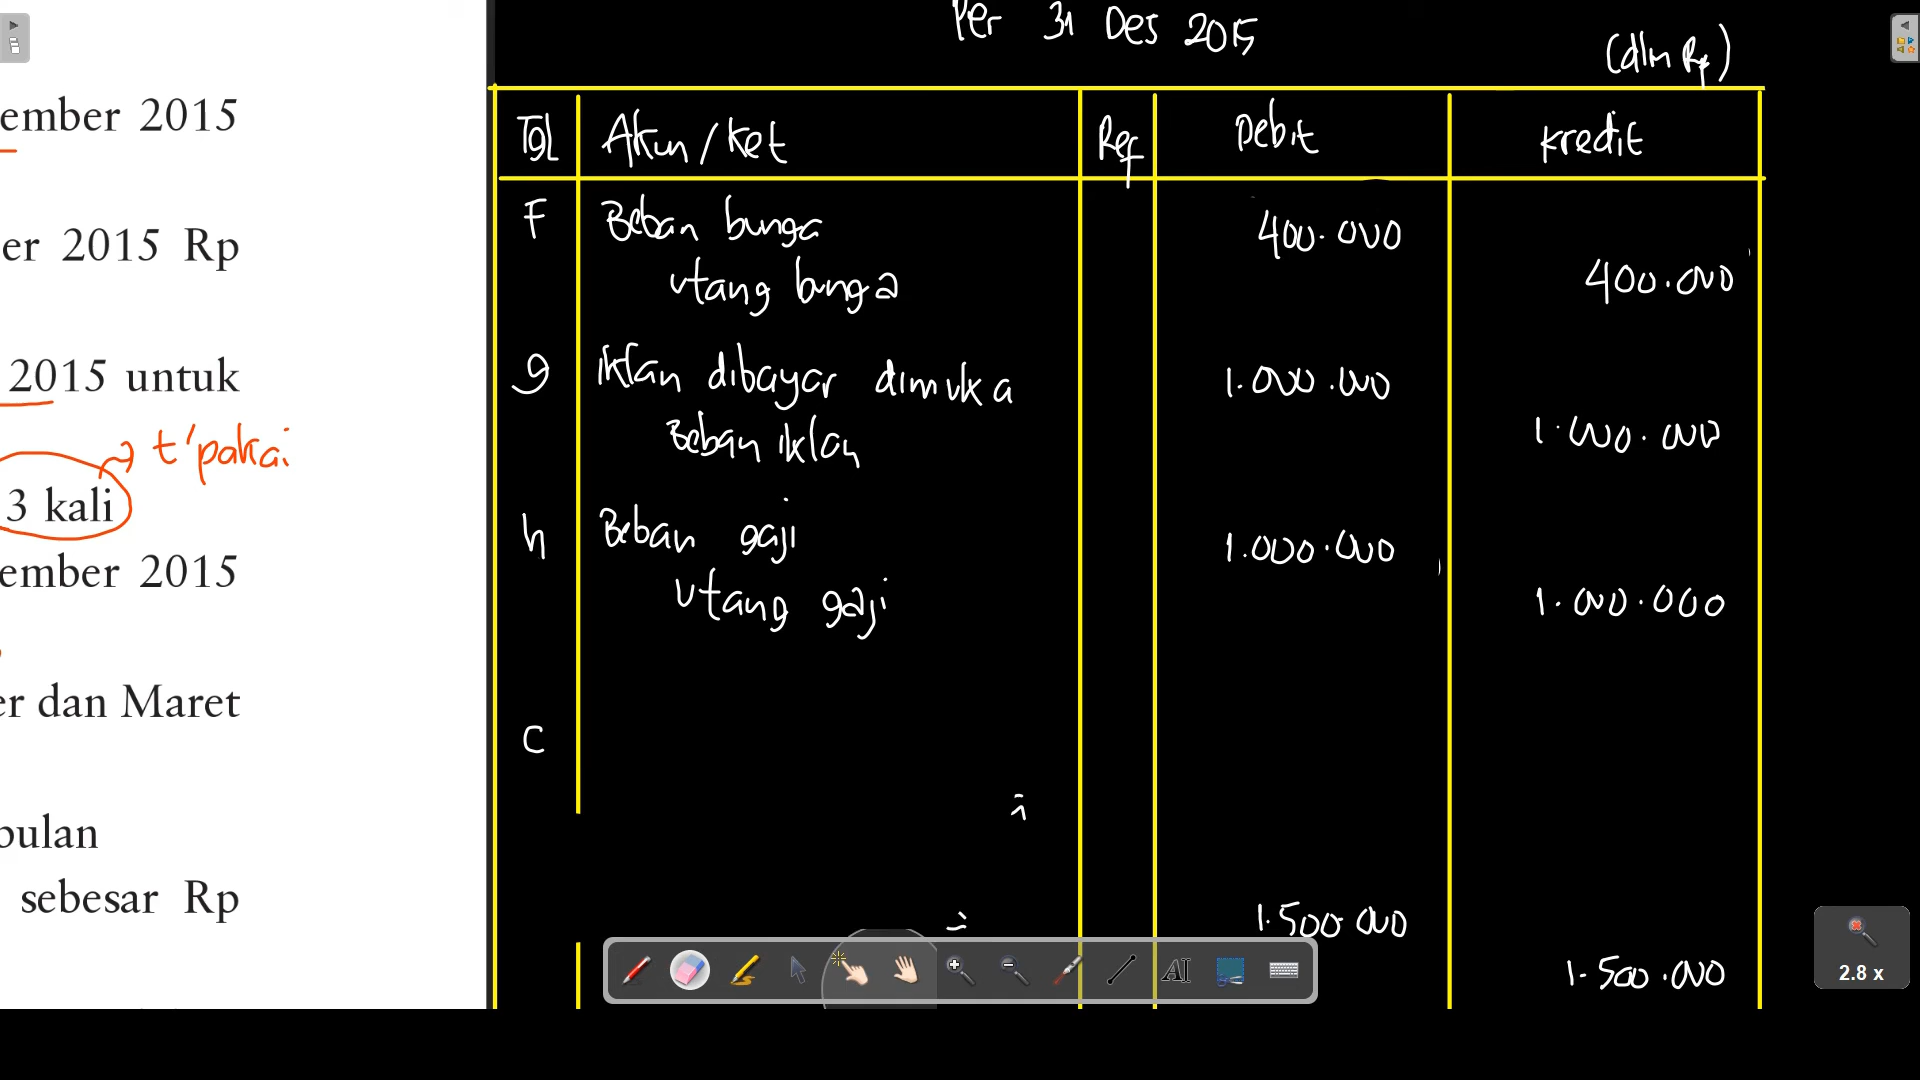 ember 2015
er 2015 Rp
2015 untuk
t'pakai
3 kali
ember 2015
er dan Maret
bulan
sebesar Rp
Per 31 Des 2015
(dlm Rp)
Tgl Akun/Ket Ref Debit Kredit
F Beban bunga 400.000
utang bunga 400.000
g Iklan dibayar dimuka 1.000.000
Beban iklan 1.000.000
h Beban gaji 1.000.000
utang gaji 1.000.000
C
1.500.000
1.500.000
AI
2.8 x